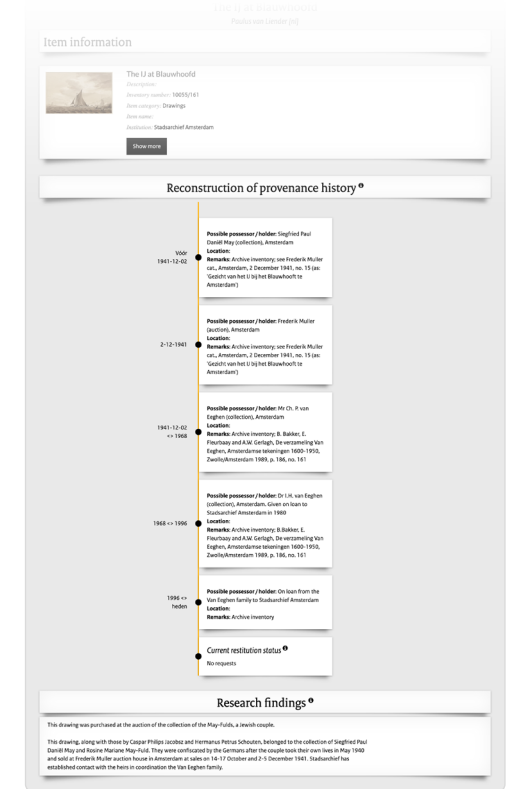 The IJ at Blauwhoofd
Paulus van Liender (II)
Item information
The IJ at Blauwhoofd
Description:
Inventory number: 10055/161
Item category: Drawings
Item name:
Institution: Stadsarchief Amsterdam
Show more
Reconstruction of provenance history
Vóór
1941-12-02
Possible possessor / holder: Siegfried Paul
Daniël May (collection), Amsterdam
Location:
Remarks: Archive inventory; see Frederik Muller
cat., Amsterdam, 2 December 1941, no. 15 (as:
'Gezicht van het IJ bij het Blauwhooft te
Amsterdam')
2-12-1941
Possible possessor / holder: Frederik Muller
(auction), Amsterdam
Location:
Remarks: Archive inventory; see Frederik Muller
cat., Amsterdam, 2 December 1941, no. 15 (as:
'Gezicht van het IJ bij het Blauwhooft te
Amsterdam')
1941-12-02
<> 1968
Possible possessor / holder: Mr Ch. P. van
Eeghen (collection), Amsterdam
Location:
Remarks: Archive inventory; B. Bakker, E.
Fleurbaay and A.W. Gerlagh, De verzameling Van
Eeghen, Amsterdamse tekeningen 1600-1950,
Zwolle/Amsterdam 1989, p. 186, no. 161
1968 <> 1996
Possible possessor / holder: Dr I.H. van Eeghen
(collection), Amsterdam. Given on loan to
Stadsarchief Amsterdam in 1980
Location:
Remarks: Archive inventory; B.Bakker, E.
Fleurbaay and A.W. Gerlagh, De verzameling Van
Eeghen, Amsterdamse tekeningen 1600-1950,
Zwolle/Amsterdam 1989, p. 186, no. 161
1996 <>
heden
Possible possessor / holder: On loan from the
Van Eeghen family to Stadsarchief Amsterdam
Location:
Remarks: Archive inventory
Current restitution status
No requests
Research findings
This drawing was purchased at the auction of the collection of the May-Fulds, a Jewish couple.
This drawing, along with those by Caspar Philips Jacobsz and Hermanus Petrus Schouten, belonged to the collection of Siegfried Paul
Daniël May and Rosine Mariane May-Fuld. They were confiscated by the Germans after the couple took their own lives in May 1940
and sold at Frederik Muller auction house in Amsterdam at sales on 14-17 October and 2-5 December 1941. Stadsarchief has
established contact with the heirs in coordination the Van Eeghen family.